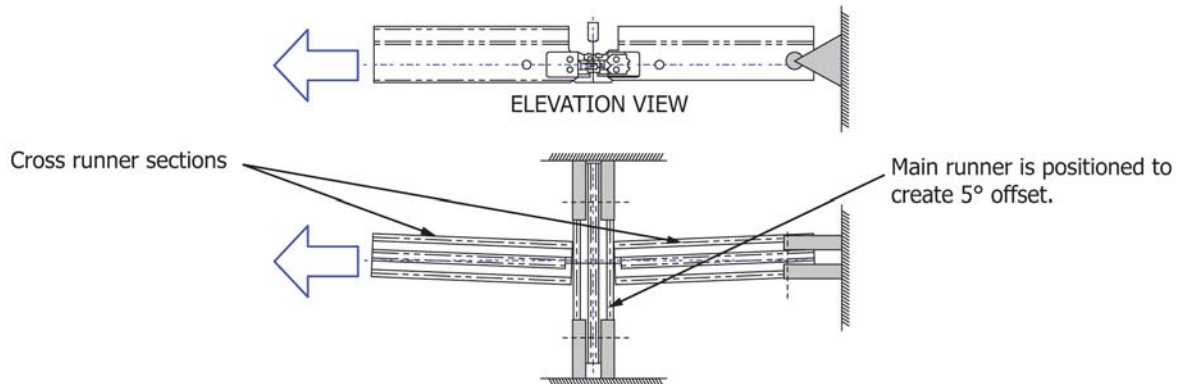 ELEVATION VIEW
Cross runner sections
Main runner is positioned to
create 5° offset.